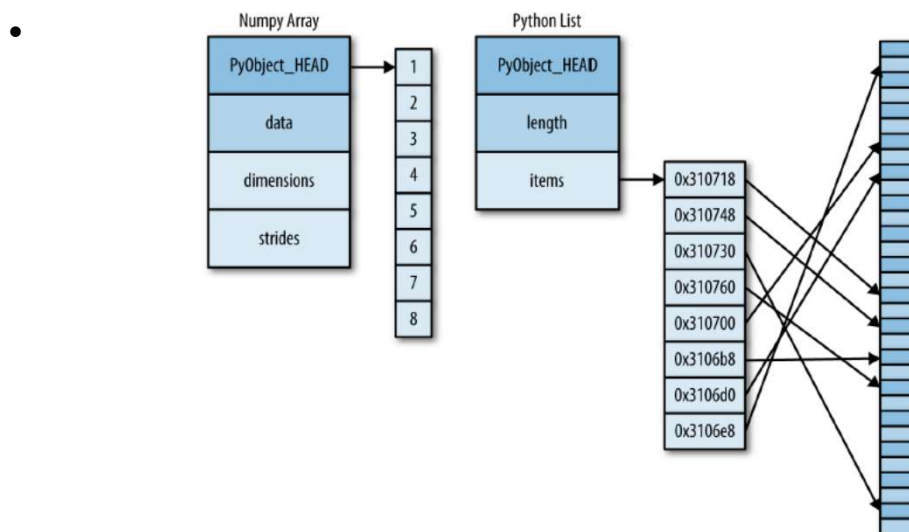 Numpy Array
PyObject_HEAD
data
dimensions
strides
1
2
3
4
5
6
7
8
Python List
PyObject_HEAD
length
items
0x310718
0x310748
0x310730
0x310760
0x310700
0x3106b8
0x3106d0
0x3106e8